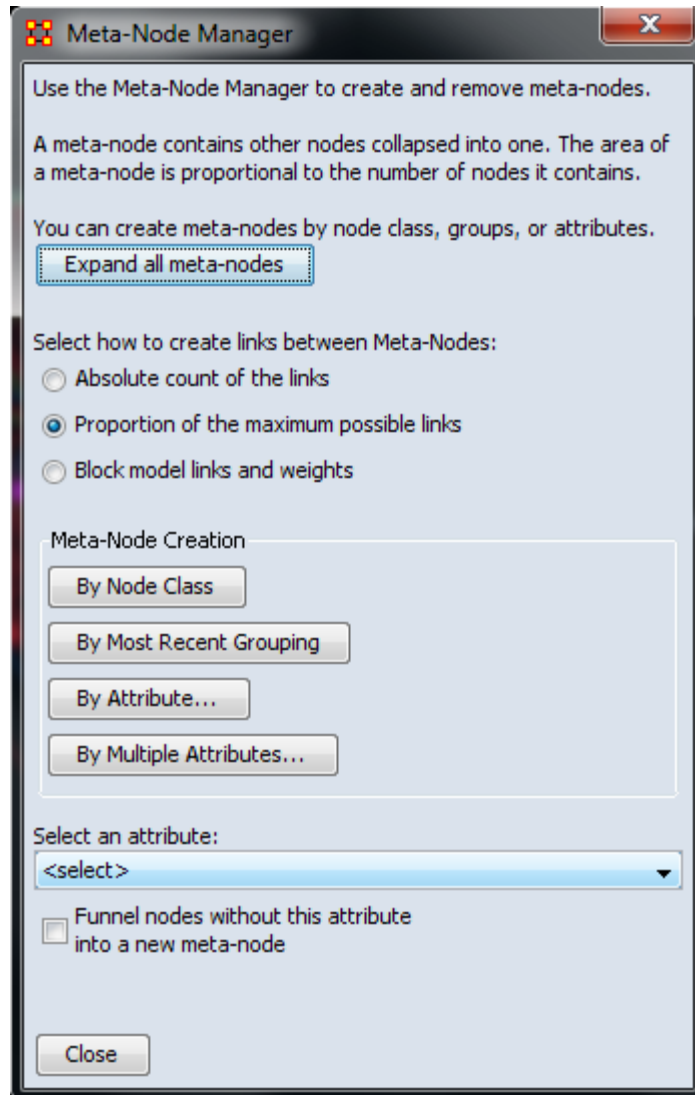 Meta-Node Manager
Use the Meta-Node Manager to create and remove meta-nodes.
A meta-node contains other nodes collapsed into one. The area of
a meta-node is proportional to the number of nodes it contains.
You can create meta-nodes by node class, groups, or attributes.
Expand all meta-nodes
Select how to create links between Meta-Nodes:
Absolute count of the links
Proportion of the maximum possible links
Block model links and weights
Meta-Node Creation
By Node Class
By Most Recent Grouping
By Attribute...
By Multiple Attributes...
Select an attribute:
<select>
Funnel nodes without this attribute
into a new meta-node
Close